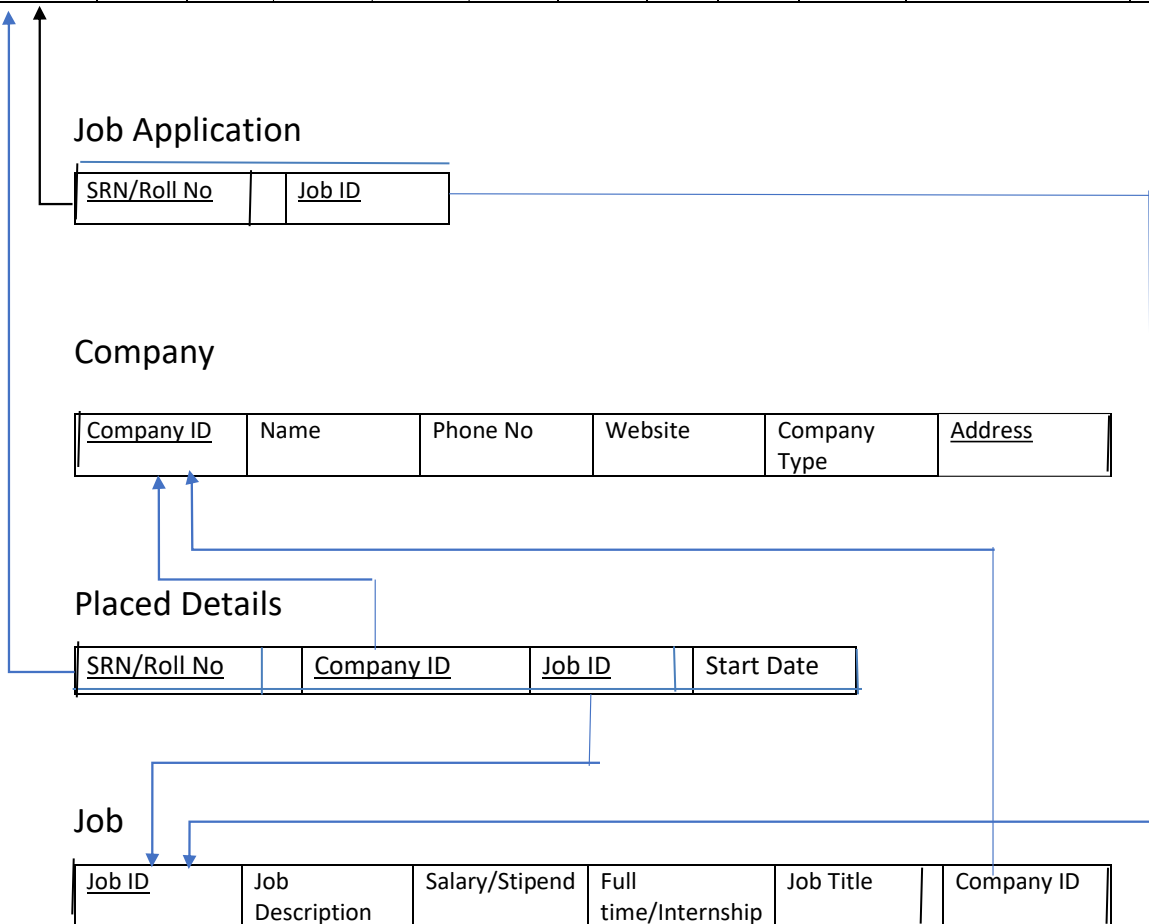 Job Application
SRN/Roll No Job ID
Company
Company ID Name Phone No Website Company Address
Type
Placed Details
SRN/Roll No Company ID Job ID Start Date
Job
Job ID Job Salary/Stipend Full Job Title Company ID
Description time/Internship